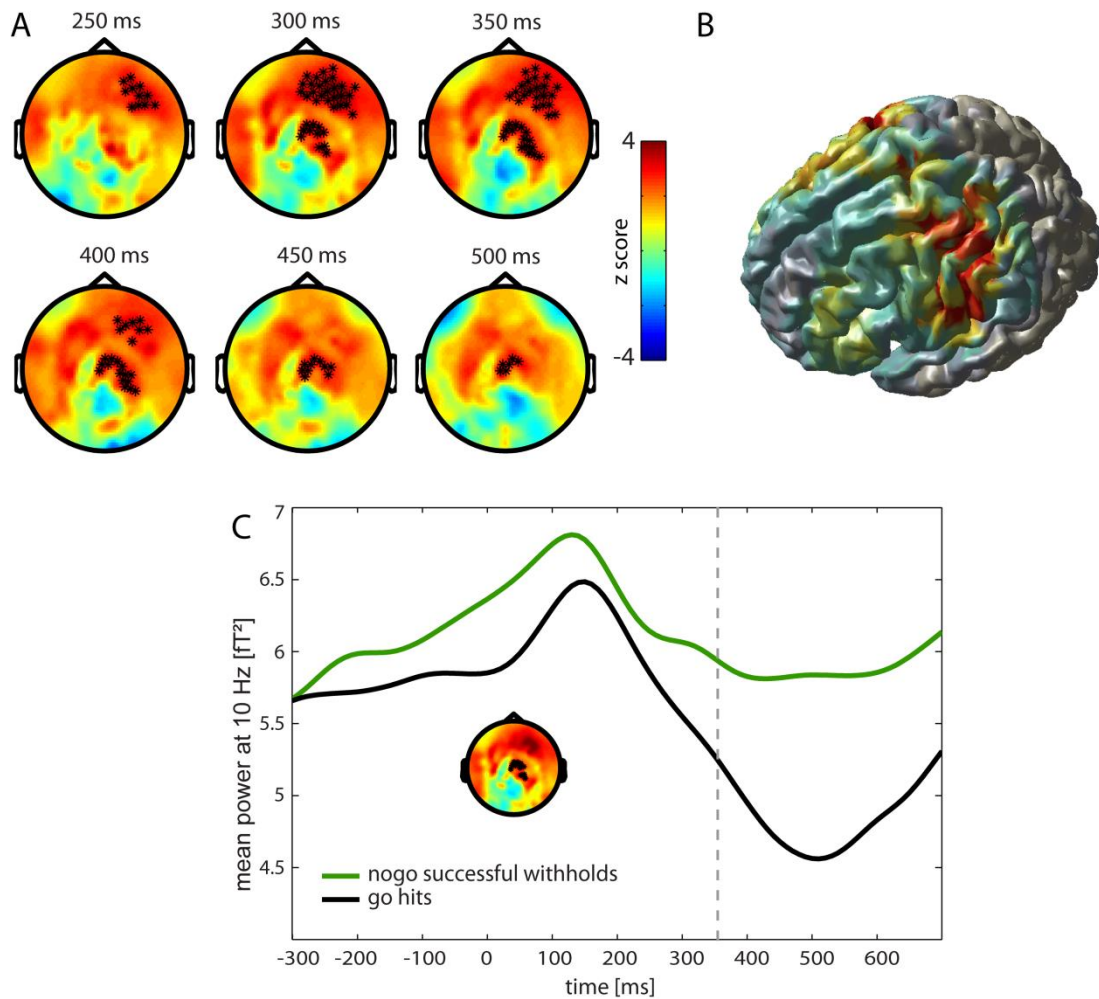 A
250 ms
300 ms
350 ms
B
4
z score
-4
400 ms
450 ms
500 ms
C
7
6.5
6
5.5
5
4.5
mean power at 10 Hz [fT²]
nogo successful withholds
go hits
-300 -200 -100 0 100 200 300 400 500 600
time [ms]